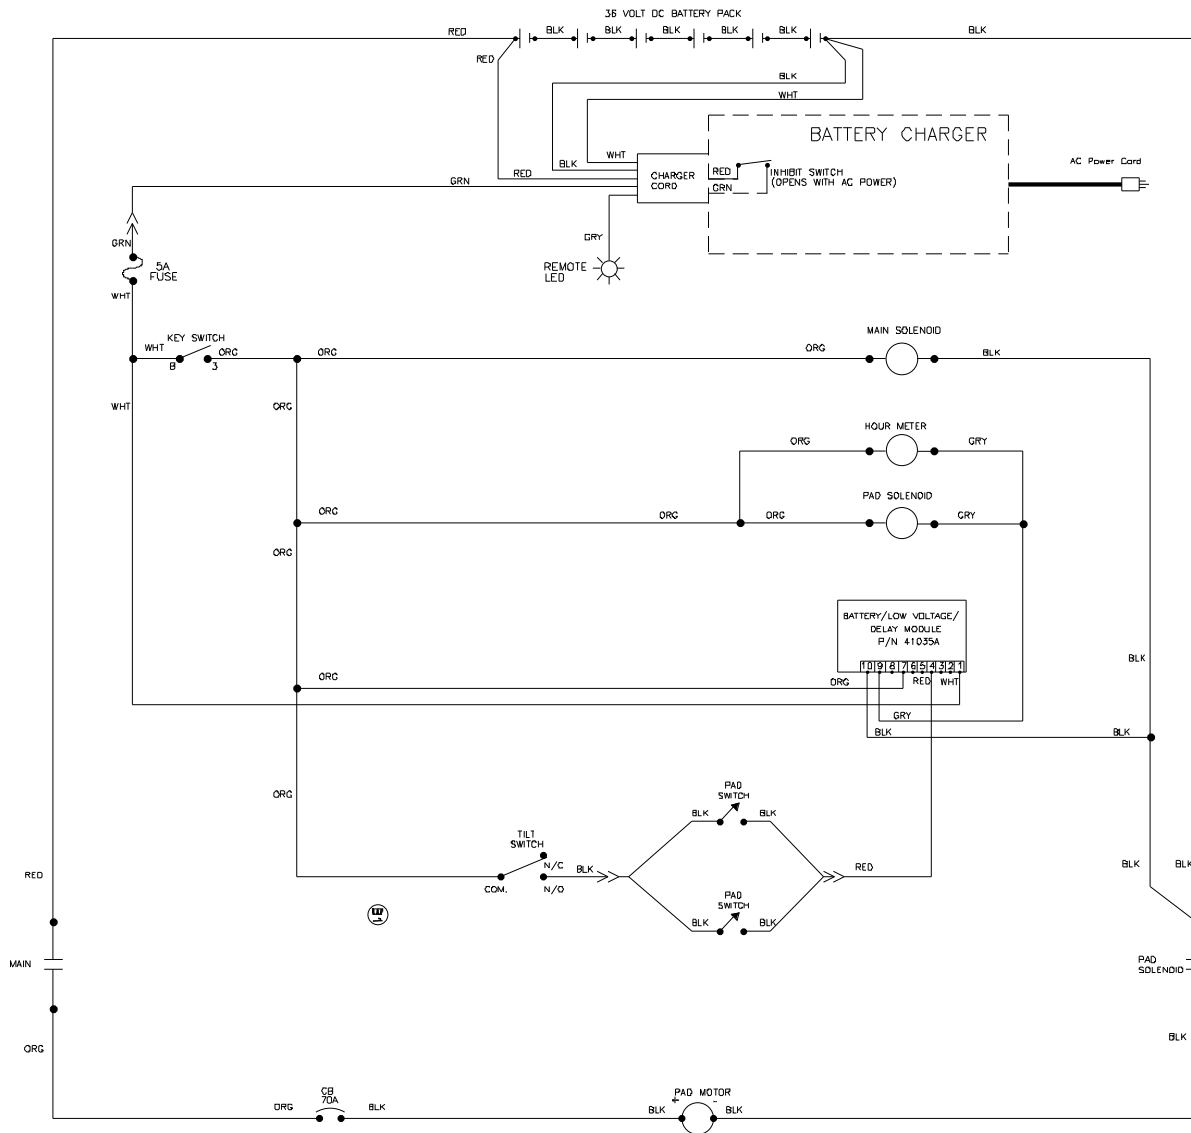 36 VOLT DC BATTERY PACK
RED
BLK
BLK
BLK
BLK
BLK
BLK
RED
BLK
WHT
BATTERY CHARGER
WHT
BLK
RED
CHARGER
CORD
RED
GRN
INHIBIT SWITCH
(OPENS WITH AC POWER)
AC Power Cord
GRN
GRY
GRN
REMOTE
LED
5A
FUSE
WHT
KEY SWITCH
WHT
B
3
ORG
ORG
ORG
MAIN SOLENOID
BLK
WHT
ORG
HOUR METER
ORG
GRY
PAD SOLENOID
ORG
ORG
ORG
GRY
ORG
BATTERY/LOW VOLTAGE/
DELAY MODULE
P/N 41035A
10 9 8 7 6 5 4 3 2 1
BLK
ORG
ORG
RED
WHT
GRY
BLK
BLK
ORG
PAD
SWITCH
BLK
BLK
TILT
SWITCH
COM.
N/C
N/O
BLK
RED
PAD
SWITCH
BLK
BLK
BLK
BLK
RED
MAIN
PAD
SOLENOID
ORG
BLK
CB
70A
ORG
BLK
PAD MOTOR
+ -
BLK
BLK